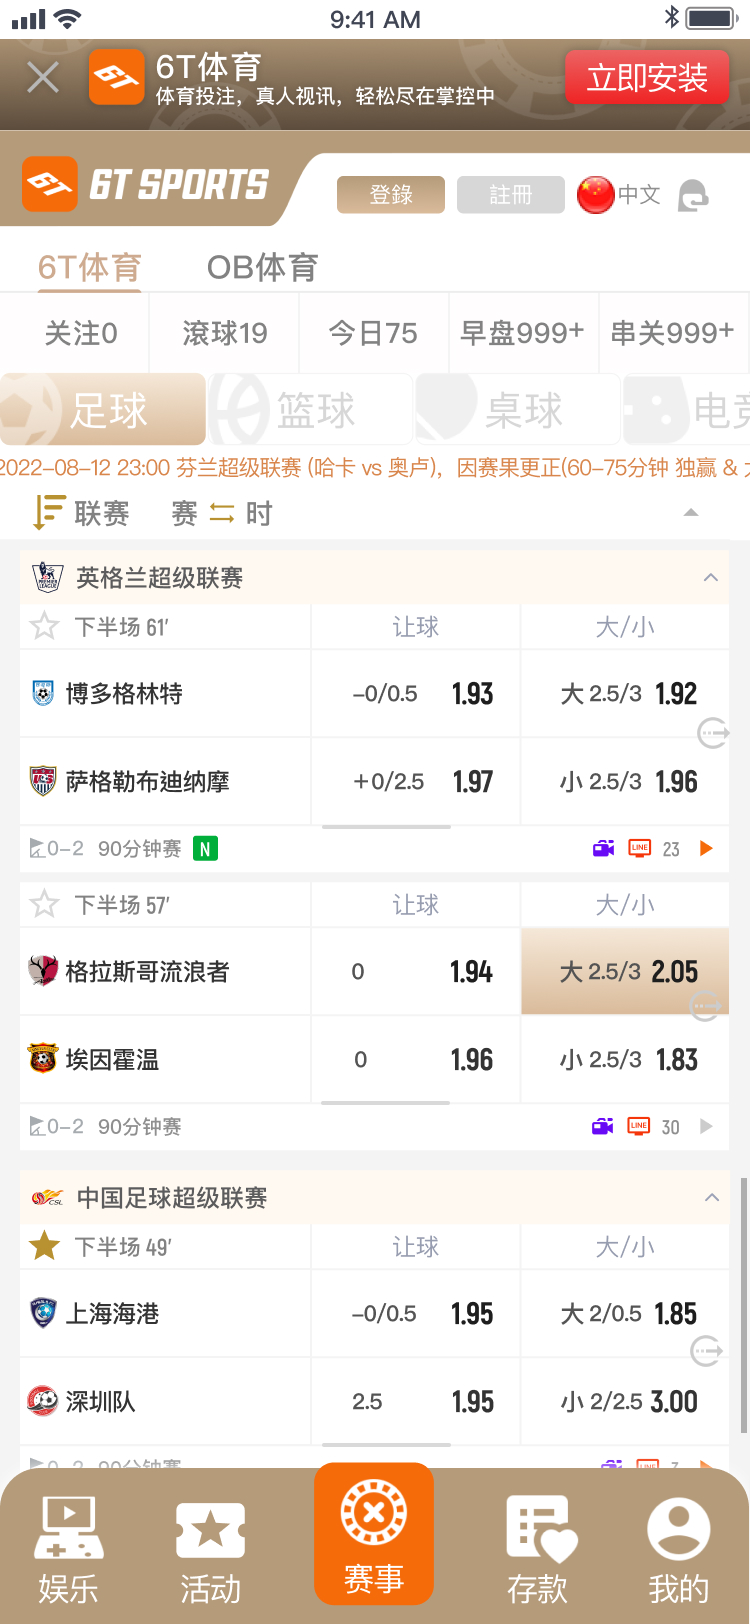 9:41 AM
6T体育
体育投注，真人视讯，轻松尽在掌控中
立即安装
6T SPORTS
登錄
註冊
中文
6T体育 OB体育
关注0 滚球19 今日75 早盘999+ 串关999+
足球 篮球 桌球
2022-08-12 23:00 芬兰超级联赛 (哈卡 vs 奥卢)，因赛果更正(60-75分钟 独赢 &
联赛 赛 时
英格兰超级联赛
下半场 61' 让球 大/小
博多格林特 -0/0.5 1.93 大 2.5/3 1.92
萨格勒布迪纳摩 +0/2.5 1.97 小 2.5/3 1.96
0-2 90分钟赛 N LINE 23
下半场 57' 让球 大/小
格拉斯哥流浪者 0 1.94 大 2.5/3 2.05
埃因霍温 0 1.96 小 2.5/3 1.83
0-2 90分钟赛 LINE 30
CSL 中国足球超级联赛
下半场 49' 让球 大/小
上海海港 -0/0.5 1.95 大 2/0.5 1.85
深圳队 2.5 1.95 小 2/2.5 3.00
娱乐 活动 赛事 存款 我的